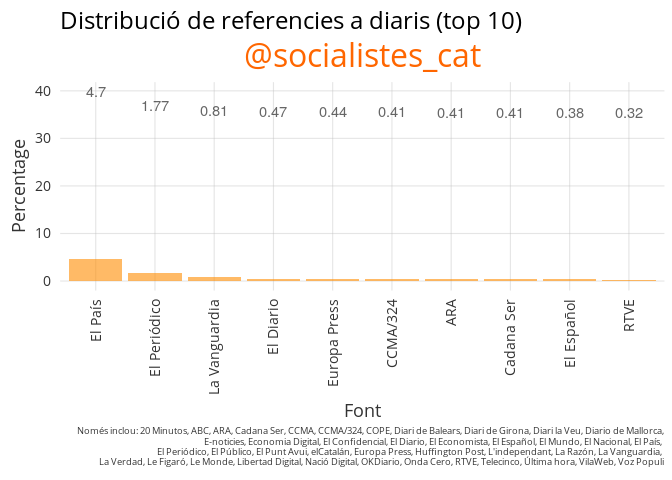 Distribució de referencies a diaris (top 10)
@socialistes_cat
Percentage
40
30
20
10
0
4.7
1.77
0.81
0.47
0.44
0.41
0.41
0.41
0.38
0.32
El País
El Periódico
La Vanguardia
El Diario
Europa Press
CCMA/324
ARA
Cadana Ser
El Español
RTVE
Font
Només inclou: 20 Minutos, ABC, ARA, Cadana Ser, CCMA, CCMA/324, COPE, Diari de Balears, Diari de Girona, Diari la Veu, Diario de Mallorca,
E-noticies, Economia Digital, El Confidencial, El Diario, El Economista, El Español, El Mundo, El Nacional, El País,
El Periódico, El Público, El Punt Avui, elCatalán, Europa Press, Huffington Post, L'independant, La Razón, La Vanguardia,
La Verdad, Le Figaró, Le Monde, Libertad Digital, Nació Digital, OKDiario, Onda Cero, RTVE, Telecinco, Última hora, VilaWeb, Voz Populi